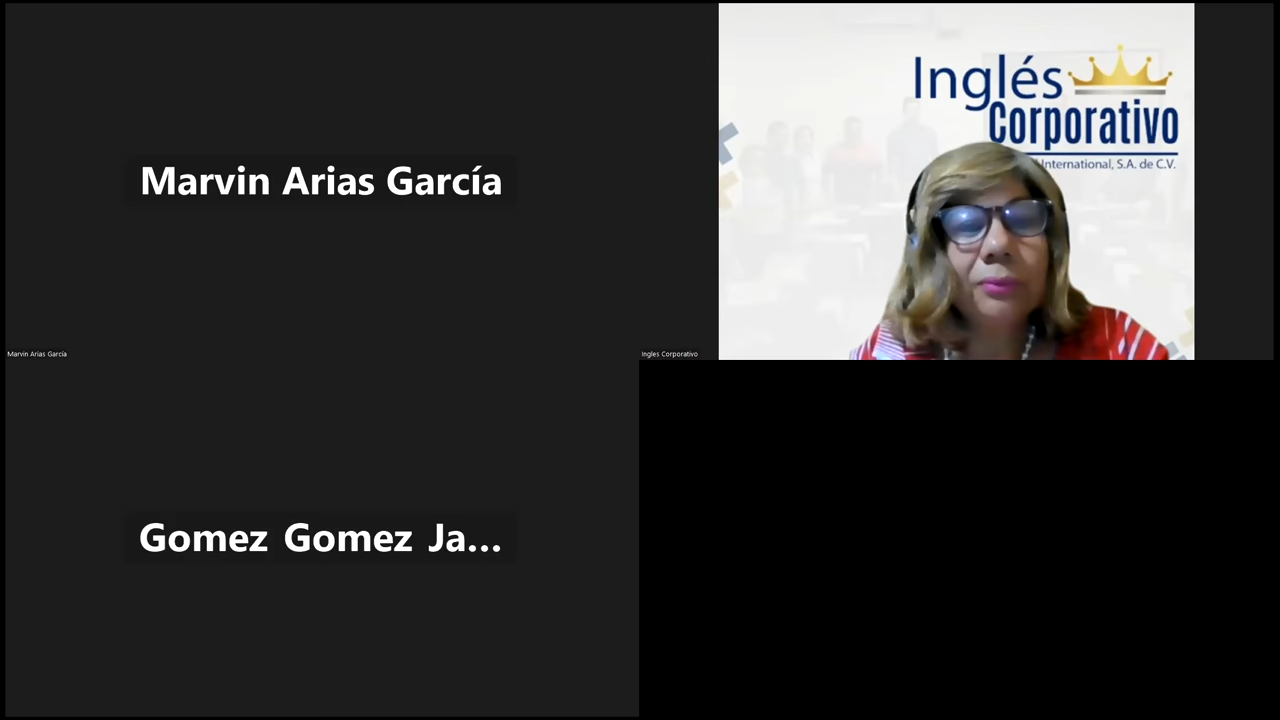 Marvin Arias García
Marvin Arias García
Inglés
Corporativo
International, S.A. de C.V.
Ingles Corporativo
Gomez Gomez Ja...